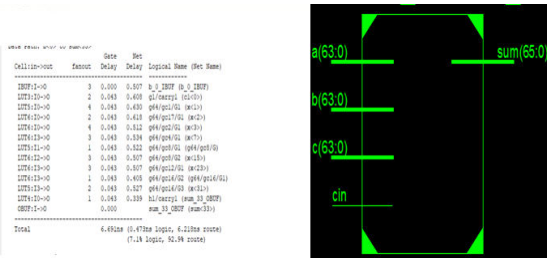 Gate Net
Cell:in->out fanout Delay Delay Logical Name (Net Name)
IBUF:I->O 3 0.000 0.507 b_0_IBUF (b_0_IBUF)
LUT3:I0->O 2 0.043 0.608 g1/carry1 (c1<0>)
LUT5:I0->O 4 0.043 0.630 g64/gc1/G1 (x<1>)
LUT6:I0->O 2 0.043 0.618 g64/gc17/G1 (x<2>)
LUT6:I0->O 4 0.043 0.512 g64/gc2/G1 (x<3>)
LUT6:I3->O 3 0.043 0.534 g64/gc4/G1 (x<7>)
LUT5:I1->O 1 0.043 0.522 g64/gc8/G1 (g64/gc8/G)
LUT6:I2->O 3 0.043 0.507 g64/gc8/G2 (x<15>)
LUT6:I3->O 3 0.043 0.507 g64/gc12/G1 (x<23>)
LUT6:I3->O 1 0.043 0.405 g64/gc16/G2 (g64/gc16/G1)
LUT5:I3->O 2 0.043 0.527 g64/gc16/G3 (x<31>)
LUT4:I0->O 1 0.043 0.339 h1/carry1 (sum_33_OBUF)
OBUF:I->O 0.000 sum_33_OBUF (sum<33>)
Total 6.691ns (0.473ns logic, 6.218ns route)
(7.1% logic, 92.9% route)
a(63:0)
sum(65:0)
b(63:0)
c(63:0)
cin